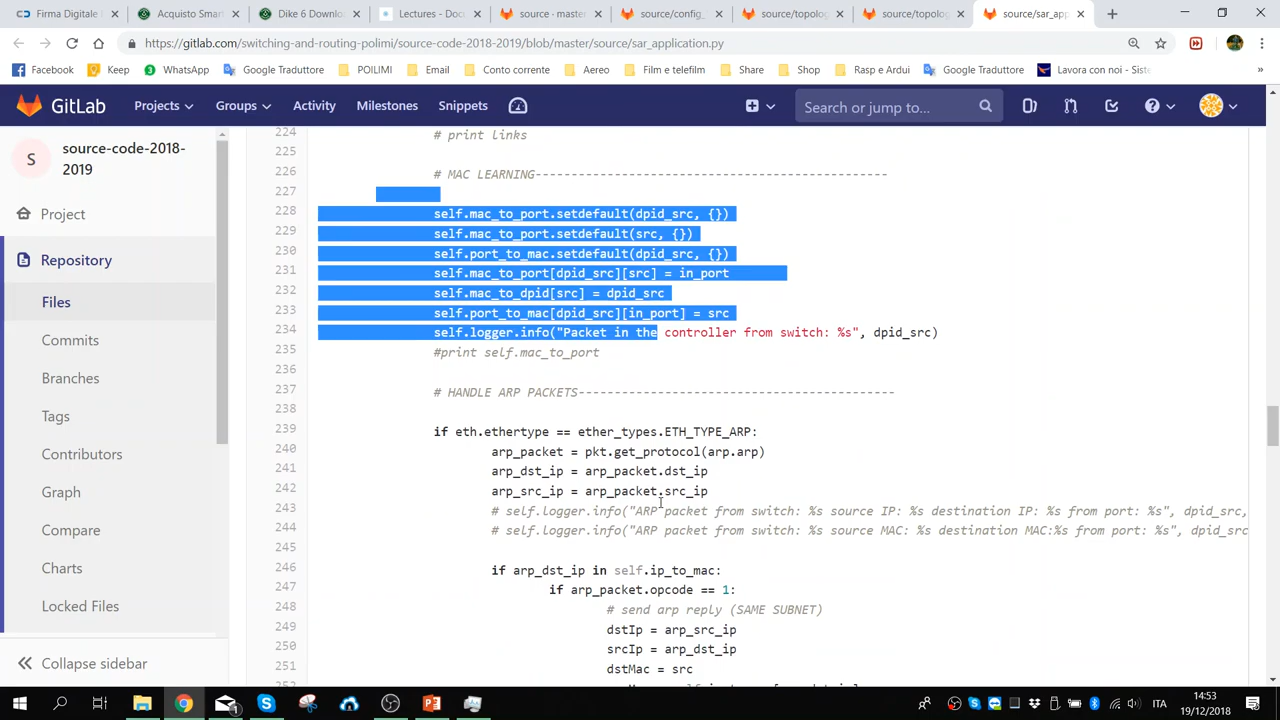 Firma Digitale
Acquisto Smar
Dike 6 Downlo
Lectures - Doc
source - maste
source/config_
source/topolog
source/topolog
source/sar_app
https://gitlab.com/switching-and-routing-polimi/source-code-2018-2019/blob/master/source/sar_application.py
Facebook
Keep
WhatsApp
Google Traduttore
POILIMI
Email
Conto corrente
Aereo
Film e telefilm
Share
Shop
Rasp e Ardui
Google Traduttore
Lavora con noi - Siste
GitLab
Projects
Groups
Activity
Milestones
Snippets
Search or jump to...
S
source-code-2018-
2019
Project
Repository
Files
Commits
Branches
Tags
Contributors
Graph
Compare
Charts
Locked Files
Collapse sidebar
224 # print links
225
226 # MAC LEARNING-------------------------------------------------
227
228 self.mac_to_port.setdefault(dpid_src, {})
229 self.mac_to_port.setdefault(src, {})
230 self.port_to_mac.setdefault(dpid_src, {})
231 self.mac_to_port[dpid_src][src] = in_port
232 self.mac_to_dpid[src] = dpid_src
233 self.port_to_mac[dpid_src][in_port] = src
234 self.logger.info("Packet in the controller from switch: %s", dpid_src)
235 #print self.mac_to_port
236
237 # HANDLE ARP PACKETS--------------------------------------------
238
239 if eth.ethertype == ether_types.ETH_TYPE_ARP:
240 arp_packet = pkt.get_protocol(arp.arp)
241 arp_dst_ip = arp_packet.dst_ip
242 arp_src_ip = arp_packet.src_ip
243 # self.logger.info("ARP packet from switch: %s source IP: %s destination IP: %s from port: %s", dpid_src,
244 # self.logger.info("ARP packet from switch: %s source MAC: %s destination MAC:%s from port: %s", dpid_src
245
246 if arp_dst_ip in self.ip_to_mac:
247 if arp_packet.opcode == 1:
248 # send arp reply (SAME SUBNET)
249 dstIp = arp_src_ip
250 srcIp = arp_dst_ip
251 dstMac = src
ITA
14:53
19/12/2018